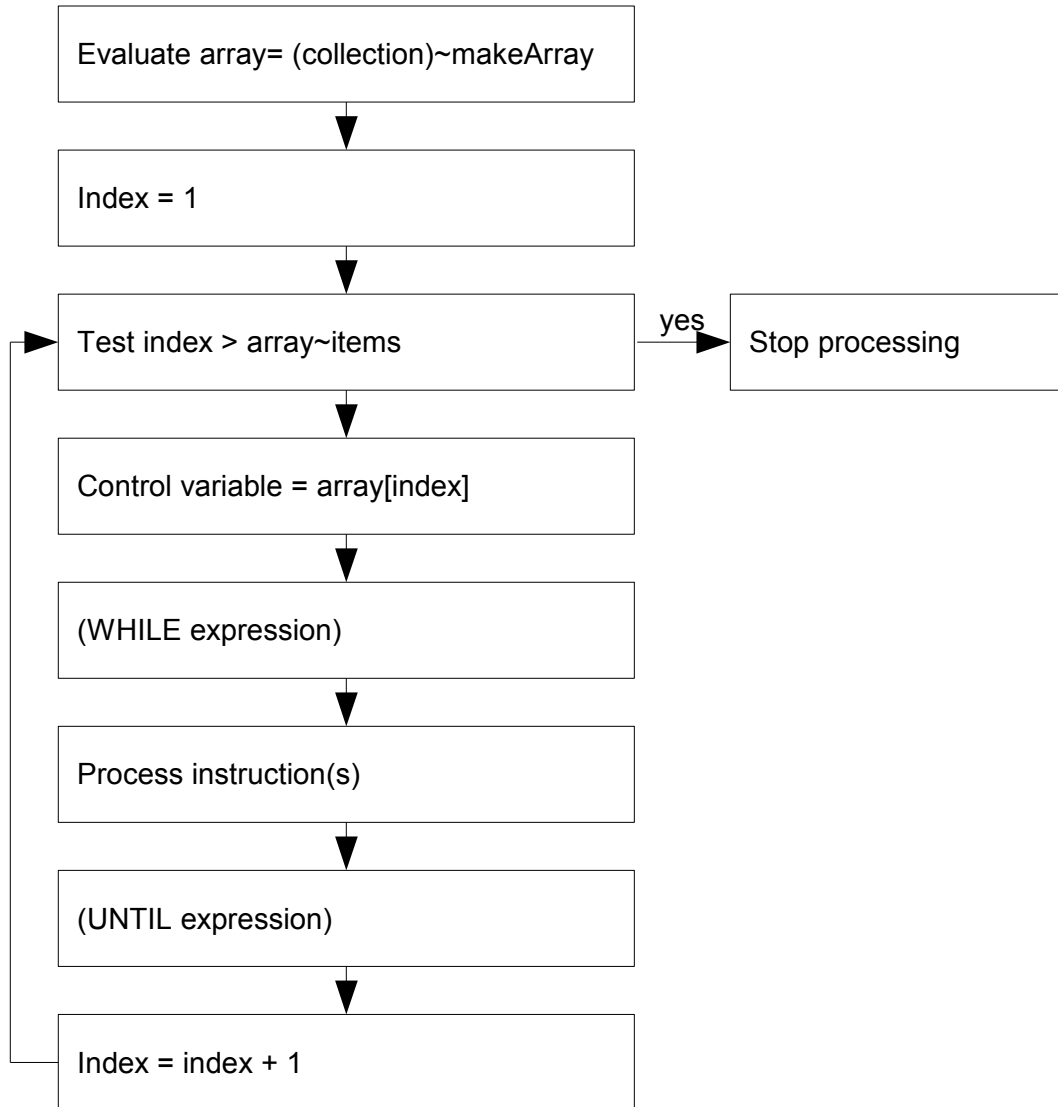 Evaluate array= (collection)~makeArray
Index = 1
Test index > array~items
yes
Stop processing
Control variable = array[index]
(WHILE expression)
Process instruction(s)
(UNTIL expression)
Index = index + 1